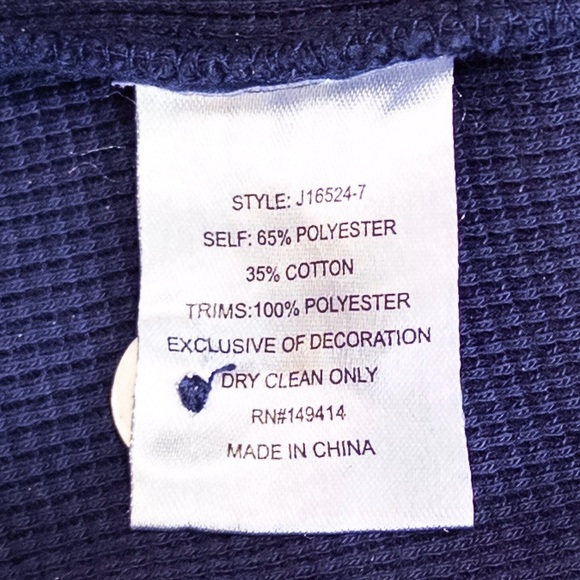 STYLE: J16524-7
SELF: 65% POLYESTER
35% COTTON
TRIMS:100% POLYESTER
EXCLUSIVE OF DECORATION
DRY CLEAN ONLY
RN#149414
MADE IN CHINA